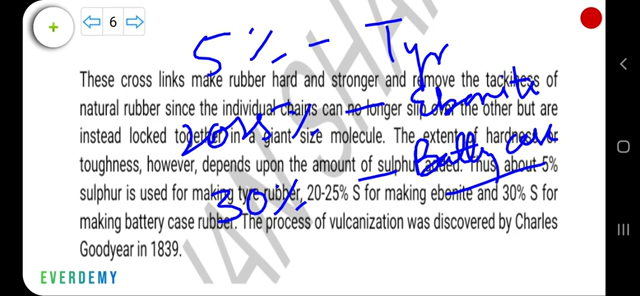 6
5% - Tyr
These cross links make rubber hard and stronger and remove the tackiness of
natural rubber since the individual chains can no longer slip over the other but are
20-25% - Ebonite
instead locked together in a giant size molecule. The extent of hardness or
toughness, however, depends upon the amount of sulphur added. Thus, about 5%
- Battery case
sulphur is used for making tyre rubber, 20-25% S for making ebonite and 30% S for
30%
making battery case rubber. The process of vulcanization was discovered by Charles
Goodyear in 1839.
EVERDEMY